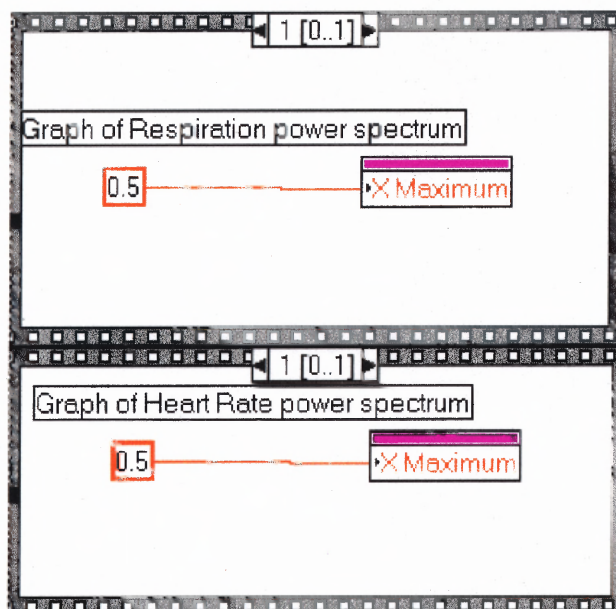 1 [0..1]
Graph of Respiration power spectrum
0.5
X Maximum
1 [0..1]
Graph of Heart Rate power spectrum
0.5
X Maximum